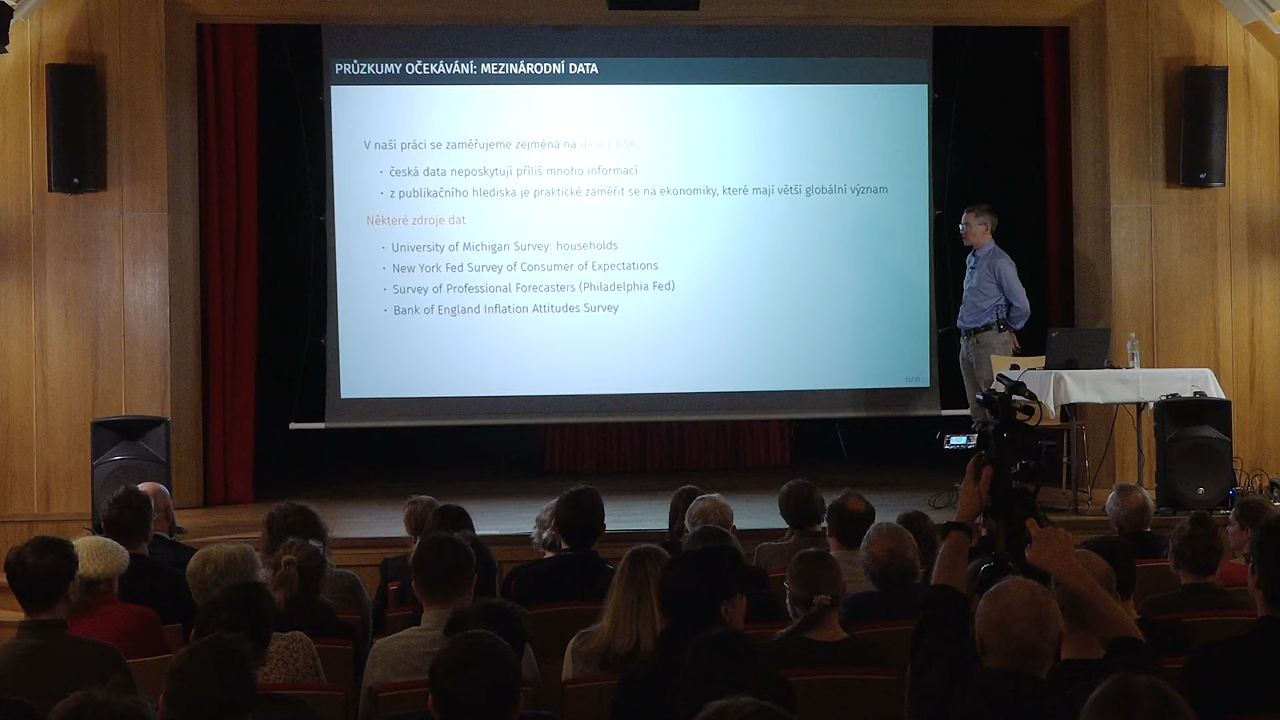 PRŮZKUMY OČEKÁVÁNÍ: MEZINÁRODNÍ DATA
V naší práci se zaměřujeme zejména na data z USA:
· česká data neposkytují příliš mnoho informací
· z publikačního hlediska je praktické zaměřit se na ekonomiky, které mají větší globální význam
Některé zdroje dat
· University of Michigan Survey: households
· New York Fed Survey of Consumer of Expectations
· Survey of Professional Forecasters (Philadelphia Fed)
· Bank of England Inflation Attitudes Survey